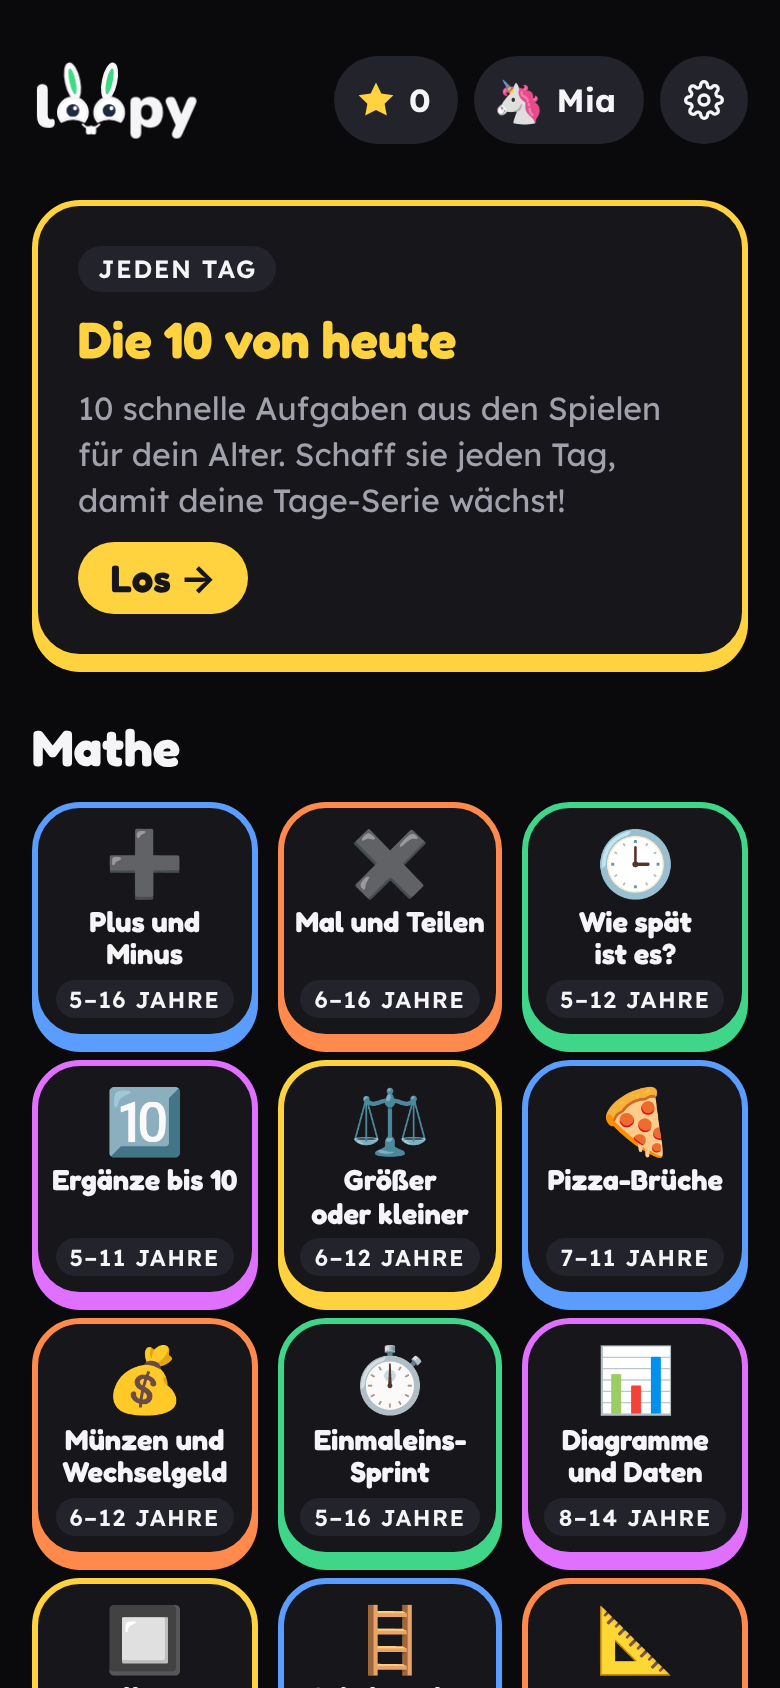 loopy
0
Mia
JEDEN TAG
Die 10 von heute
10 schnelle Aufgaben aus den Spielen
für dein Alter. Schaff sie jeden Tag,
damit deine Tage-Serie wächst!
Los →
Mathe
Plus und
Minus
5–16 JAHRE
Mal und Teilen
6–16 JAHRE
Wie spät
ist es?
5–12 JAHRE
10
Ergänze bis 10
5–11 JAHRE
Größer
oder kleiner
6–12 JAHRE
Pizza-Brüche
7–11 JAHRE
$
Münzen und
Wechselgeld
6–12 JAHRE
Einmaleins-
Sprint
5–16 JAHRE
Diagramme
und Daten
8–14 JAHRE